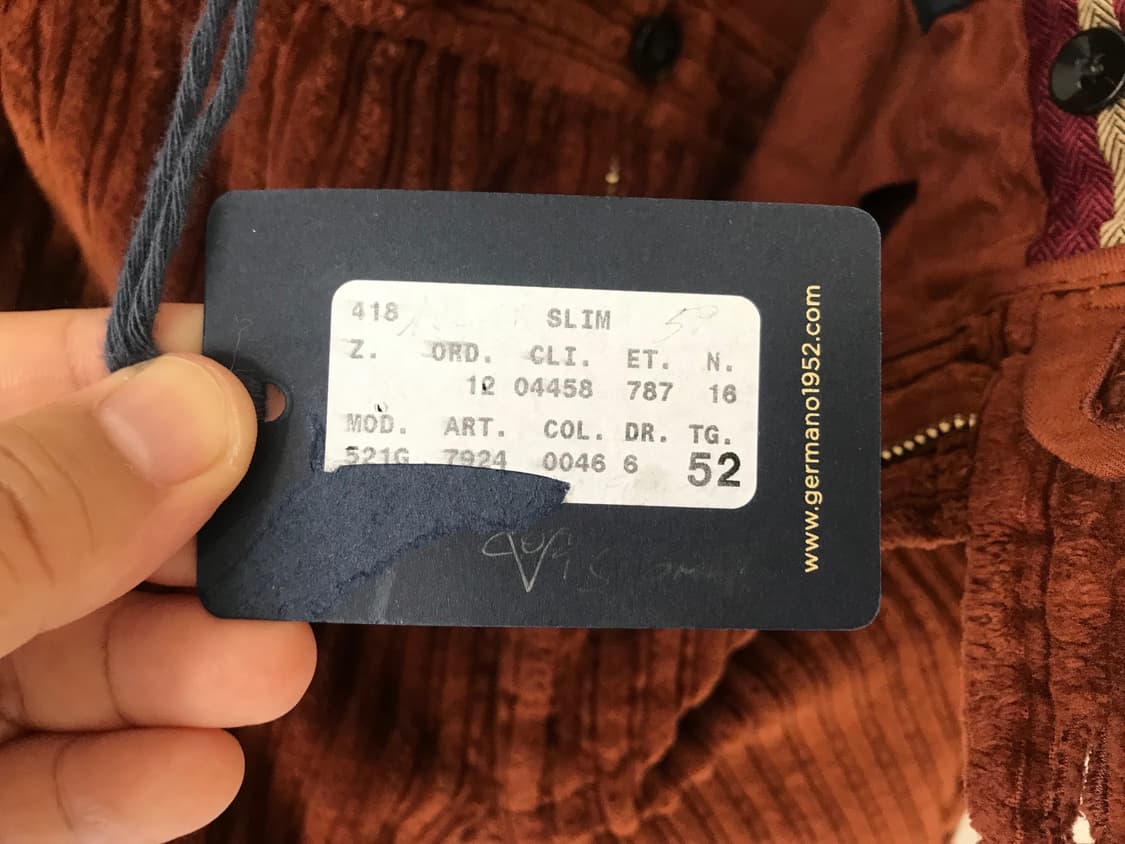 418 SLIM
Z. ORD. CLI. ET. N.
12 04458 787 16
MOD. ART. COL. DR. TG.
521G 7924 0046 6 52
www.germano1952.com